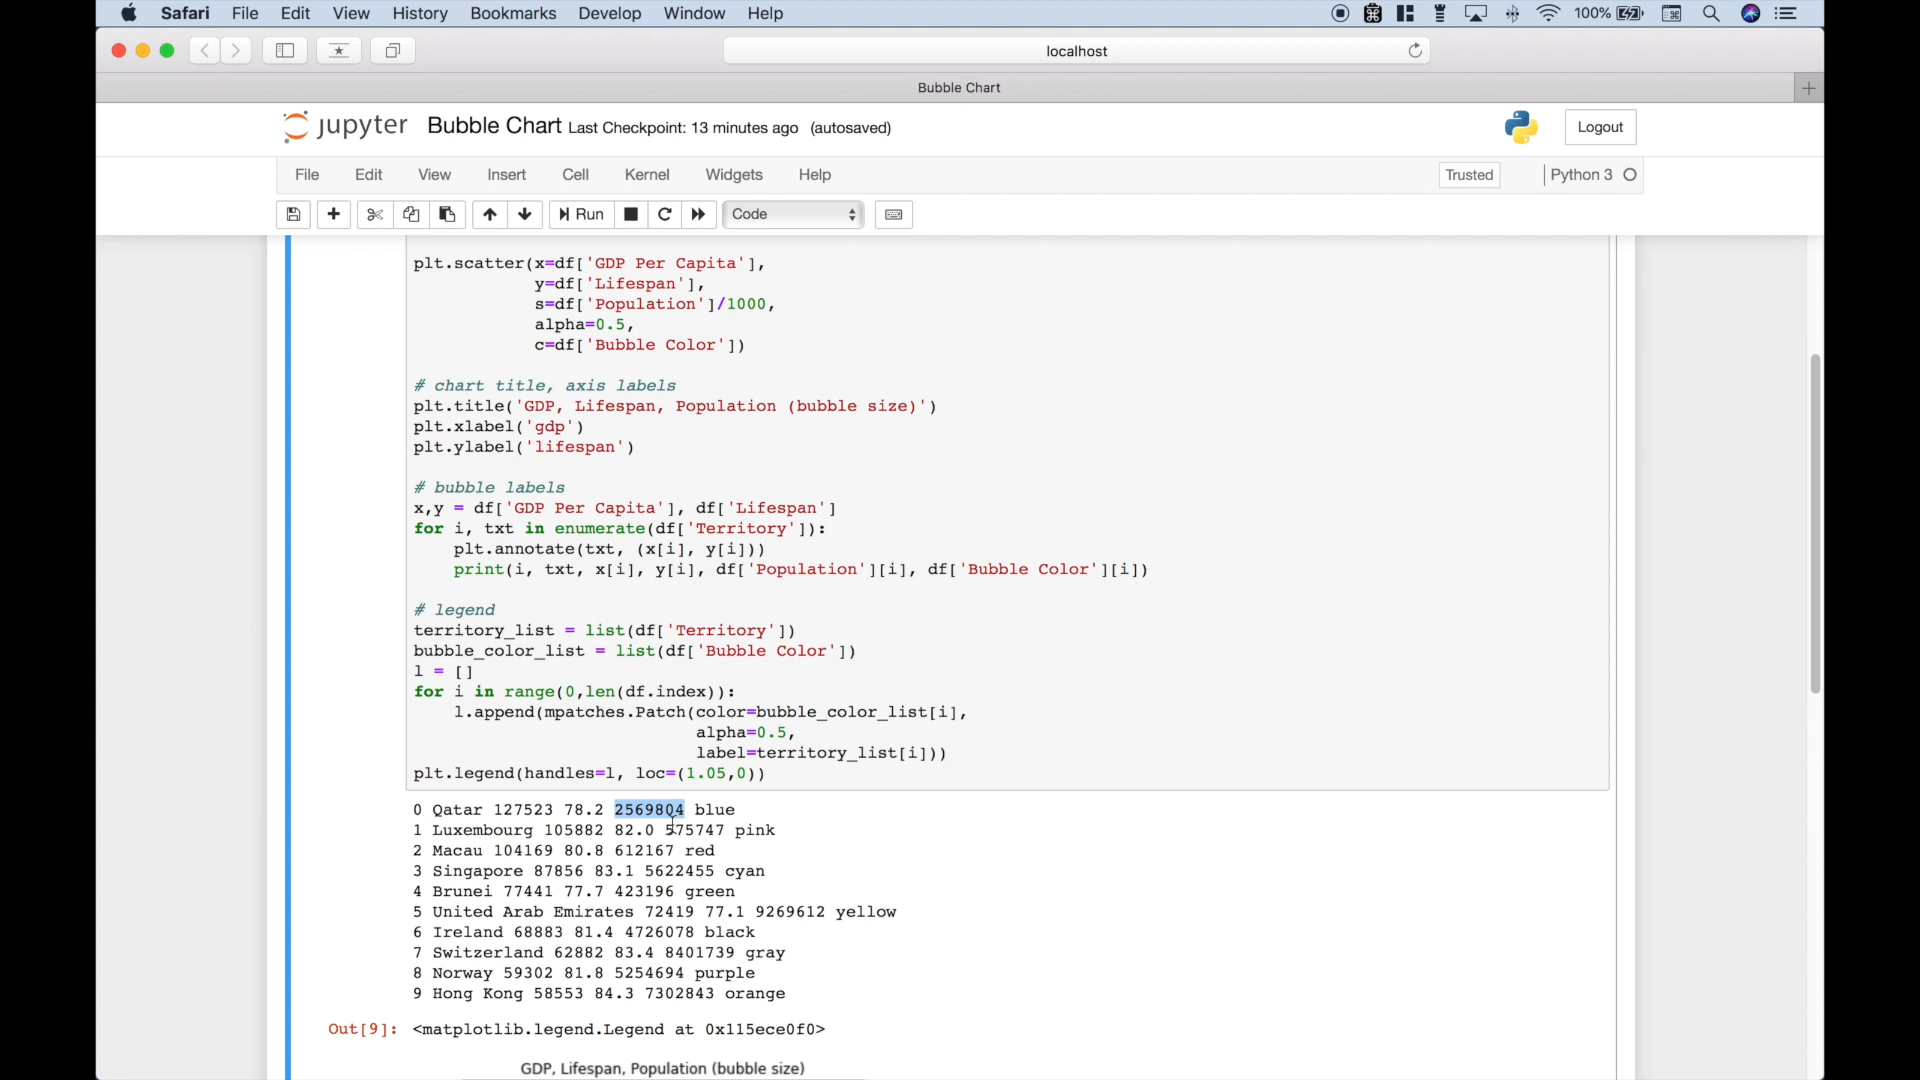 Safari File Edit View History Bookmarks Develop Window Help 100%
localhost
Bubble Chart
jupyter Bubble Chart Last Checkpoint: 13 minutes ago (autosaved) Logout
File Edit View Insert Cell Kernel Widgets Help Trusted Python 3
Run Code
plt.scatter(x=df['GDP Per Capita'],
y=df['Lifespan'],
s=df['Population']/1000,
alpha=0.5,
c=df['Bubble Color'])
# chart title, axis labels
plt.title('GDP, Lifespan, Population (bubble size)')
plt.xlabel('gdp')
plt.ylabel('lifespan')
# bubble labels
x,y = df['GDP Per Capita'], df['Lifespan']
for i, txt in enumerate(df['Territory']):
plt.annotate(txt, (x[i], y[i]))
print(i, txt, x[i], y[i], df['Population'][i], df['Bubble Color'][i])
# legend
territory_list = list(df['Territory'])
bubble_color_list = list(df['Bubble Color'])
l = []
for i in range(0,len(df.index)):
l.append(mpatches.Patch(color=bubble_color_list[i],
alpha=0.5,
label=territory_list[i]))
plt.legend(handles=l, loc=(1.05,0))
0 Qatar 127523 78.2 2569804 blue
1 Luxembourg 105882 82.0 575747 pink
2 Macau 104169 80.8 612167 red
3 Singapore 87856 83.1 5622455 cyan
4 Brunei 77441 77.7 423196 green
5 United Arab Emirates 72419 77.1 9269612 yellow
6 Ireland 68883 81.4 4726078 black
7 Switzerland 62882 83.4 8401739 gray
8 Norway 59302 81.8 5254694 purple
9 Hong Kong 58553 84.3 7302843 orange
Out[9]: <matplotlib.legend.Legend at 0x115ece0f0>
GDP, Lifespan, Population (bubble size)